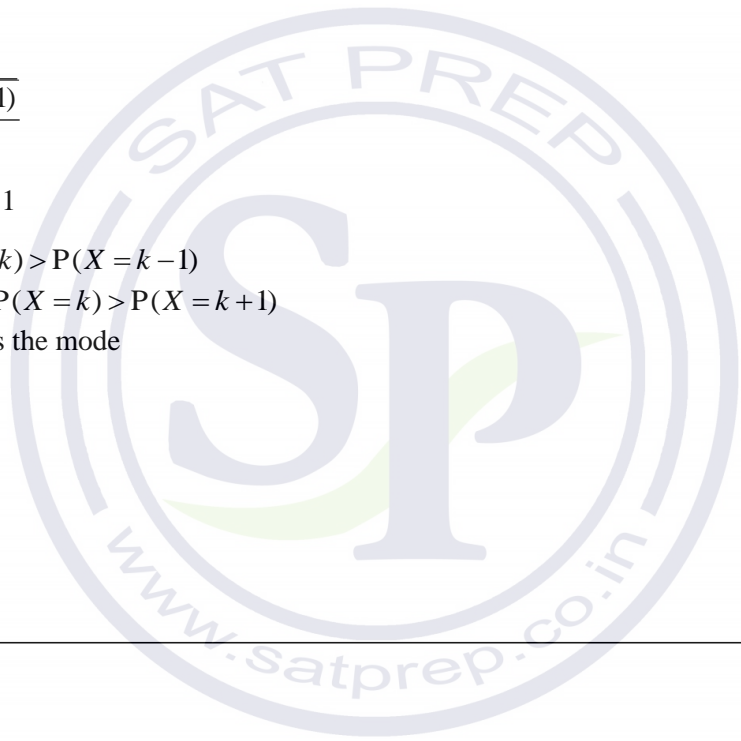 1)
1
k) > P(X = k − 1)
P(X = k) > P(X = k + 1)
s the mode
SAT PREP
SP
www.satprep.co.in